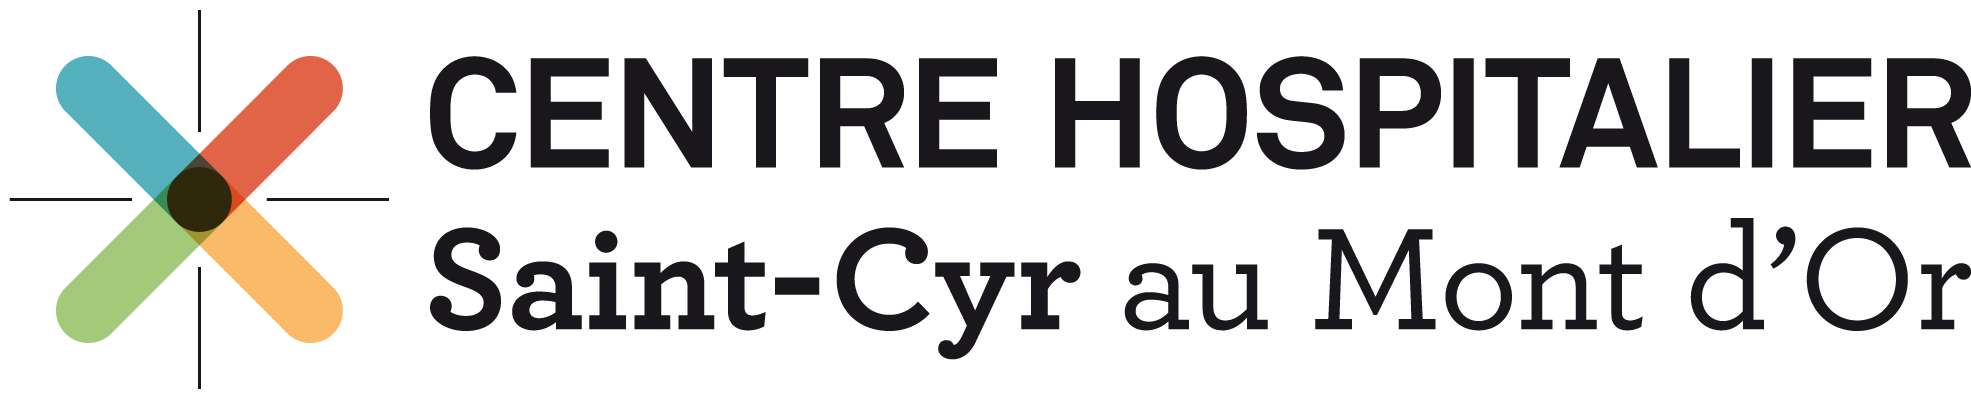 CENTRE HOSPITALIER
Saint-Cyr au Mont d’Or